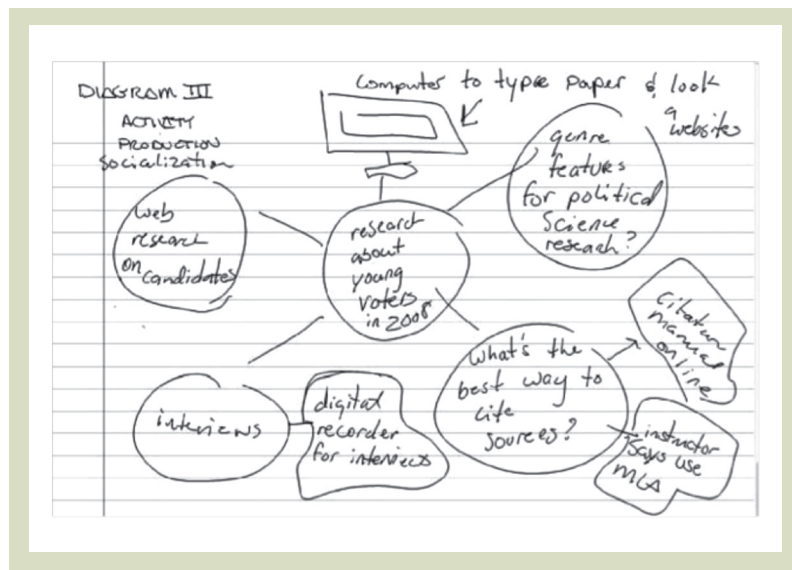 DIAGRAM III
ACTIVITY
PRODUCTION
Socialization
Computer to type paper & look
@ websites
genre
features
for political
Science
research?
web
research
on candidates
research
about
young
voters
in 2008
interviews
digital
recorder
for interviews
What's the
best way to
cite
sources?
citation
manual
online
instructor
says use
MLA